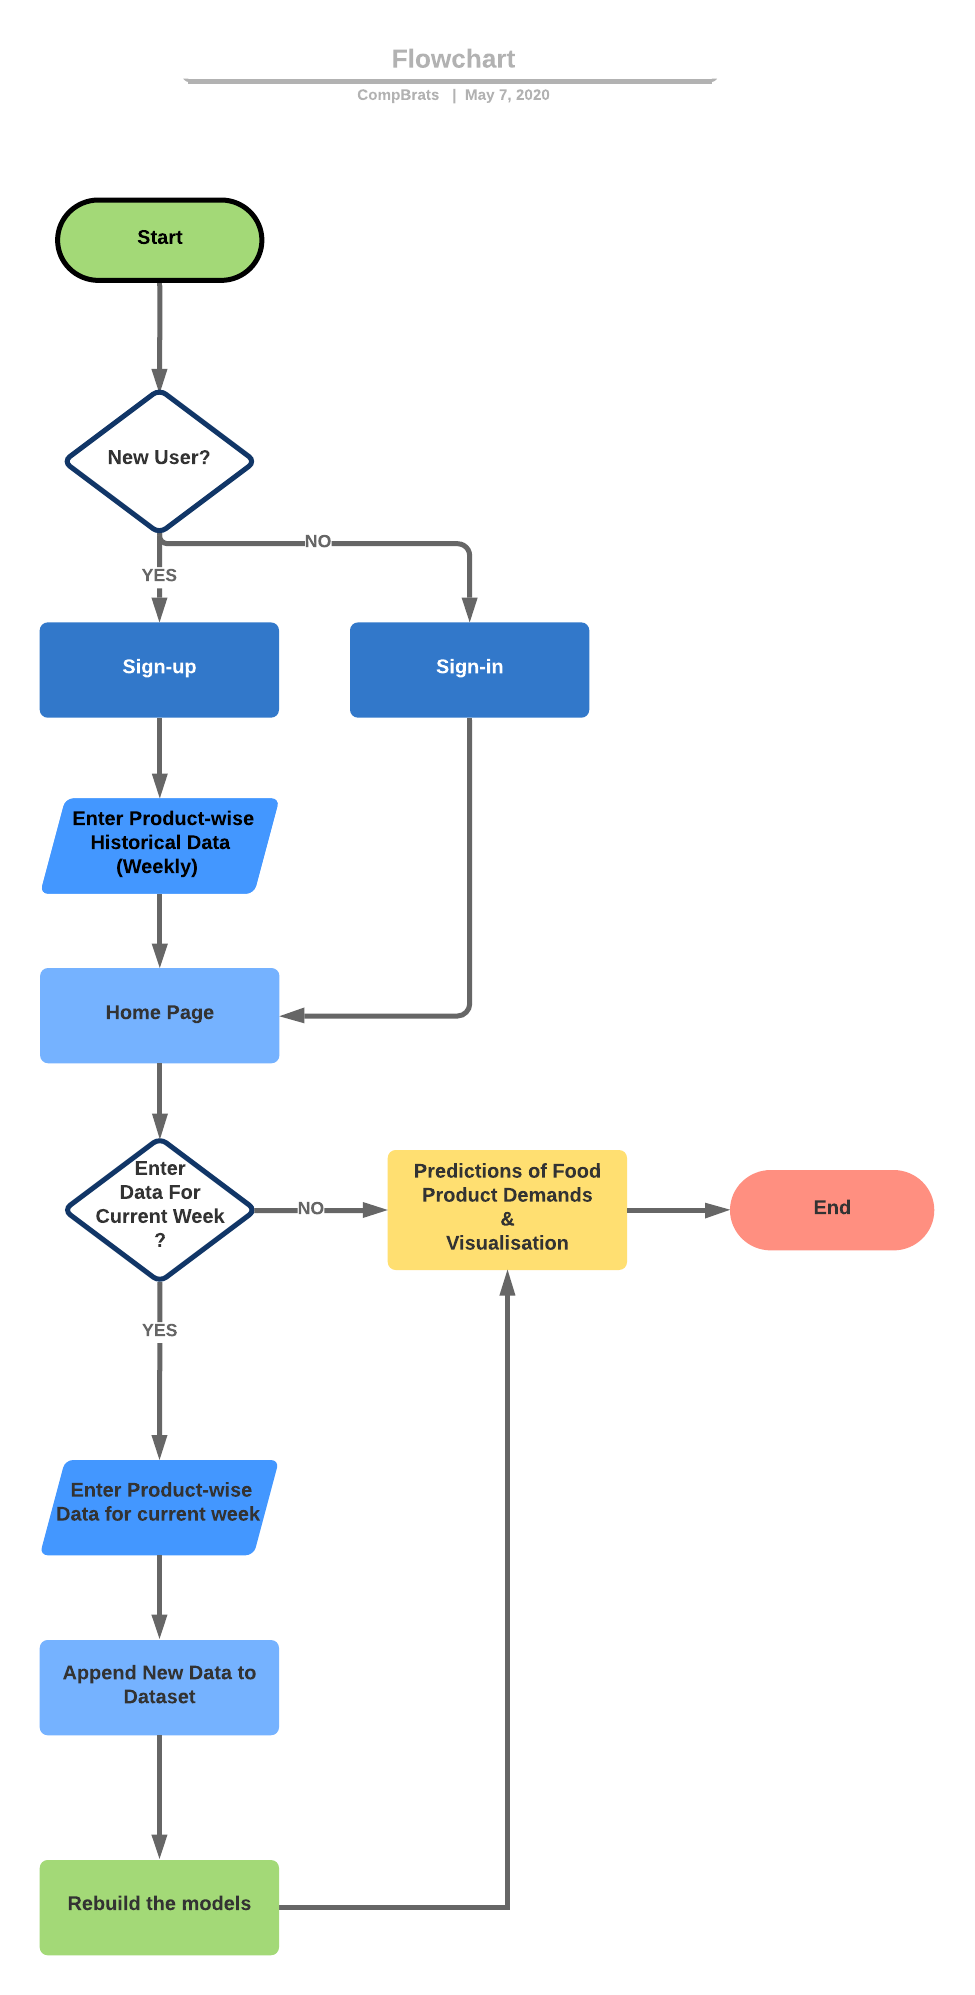 Flowchart
CompBrats | May 7, 2020
Start
New User?
NO
YES
Sign-up
Sign-in
Enter Product-wise
Historical Data
(Weekly)
Home Page
Enter
Data For
Current Week
?
NO
Predictions of Food
Product Demands
&
Visualisation
End
YES
Enter Product-wise
Data for current week
Append New Data to
Dataset
Rebuild the models